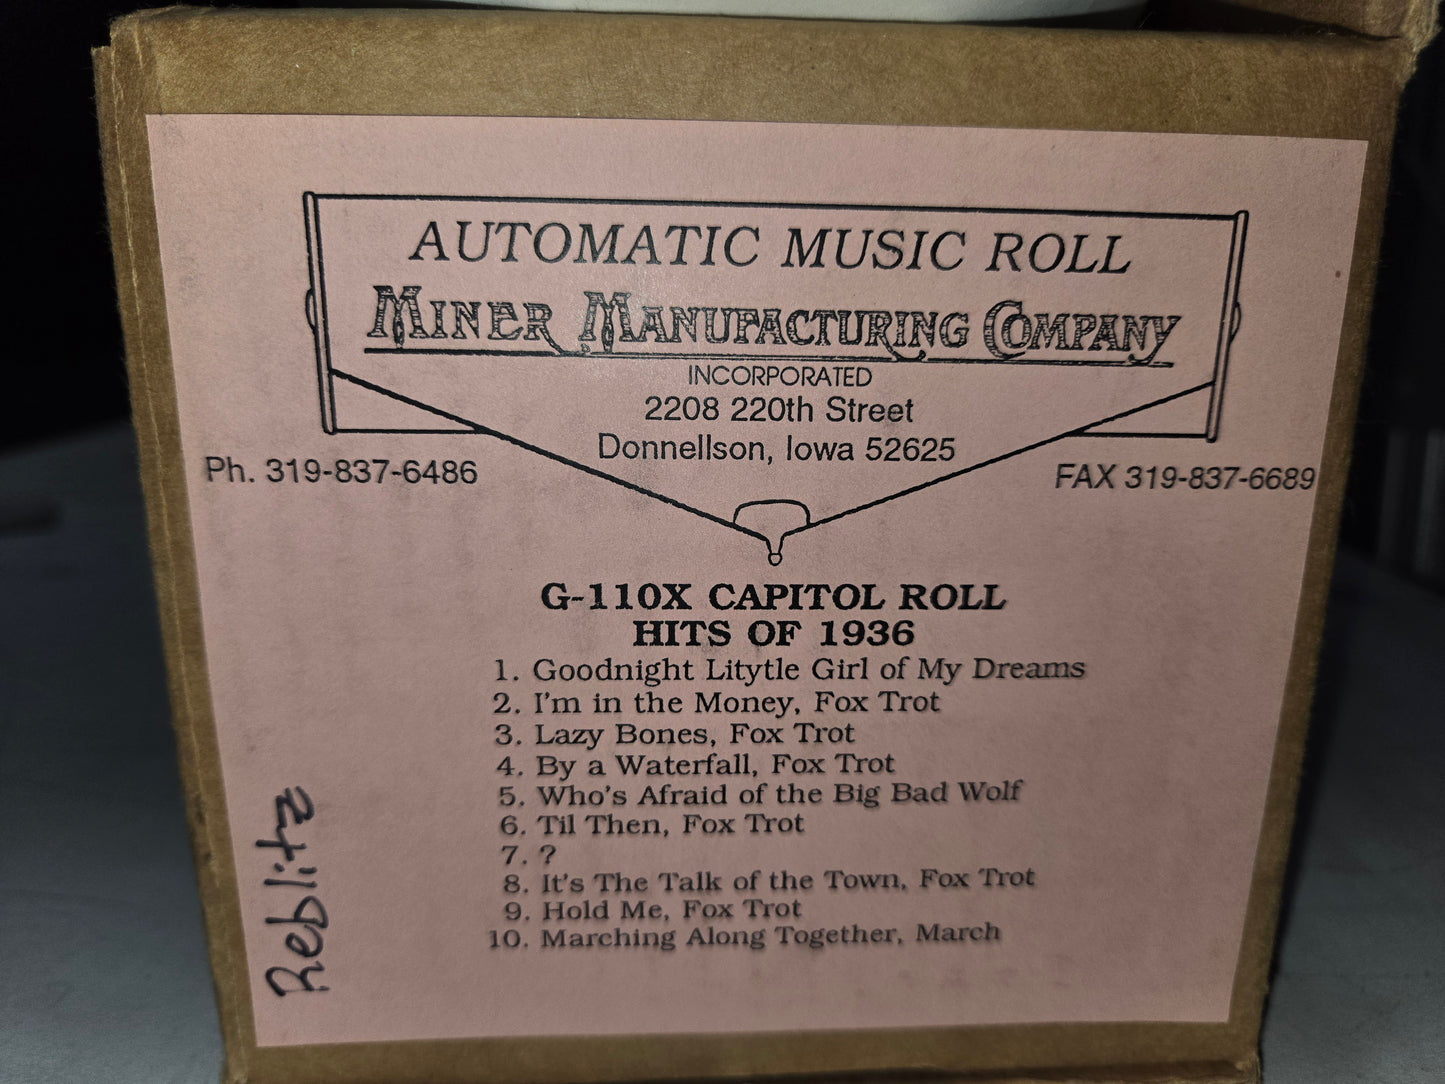 AUTOMATIC MUSIC ROLL
MINER MANUFACTURING COMPANY
INCORPORATED
2208 220th Street
Donnellson, Iowa 52625
Ph. 319-837-6486
FAX 319-837-6689
G-110X CAPITOL ROLL
HITS OF 1936
1. Goodnight Litytle Girl of My Dreams
2. I'm in the Money, Fox Trot
3. Lazy Bones, Fox Trot
4. By a Waterfall, Fox Trot
5. Who's Afraid of the Big Bad Wolf
6. Til Then, Fox Trot
7. ?
8. It's The Talk of the Town, Fox Trot
9. Hold Me, Fox Trot
10. Marching Along Together, March
Reblitz